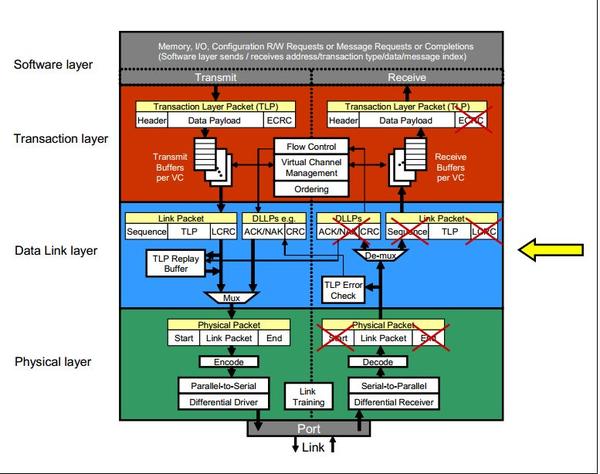 Software layer
Memory, I/O, Configuration R/W Requests or Message Requests or Completions
(Software layer sends / receives address/transaction type/data/message index)
Transmit
Receive
Transaction layer
Transaction Layer Packet (TLP)
Header
Data Payload
ECRC
Transaction Layer Packet (TLP)
Header
Data Payload
ECRC
Transmit
Buffers
per VC
Flow Control
Virtual Channel
Management
Ordering
Receive
Buffers
per VC
Data Link layer
Link Packet
Sequence
TLP
LCRC
DLLPs e.g.
ACK/NAK
CRC
DLLPs
ACK/NAK
CRC
Link Packet
Sequence
TLP
LCRC
TLP Replay
Buffer
De-mux
TLP Error
Check
Mux
Physical layer
Physical Packet
Start
Link Packet
End
Physical Packet
Start
Link Packet
End
Encode
Decode
Parallel-to-Serial
Differential Driver
Link
Training
Serial-to-Parallel
Differential Receiver
Port
Link